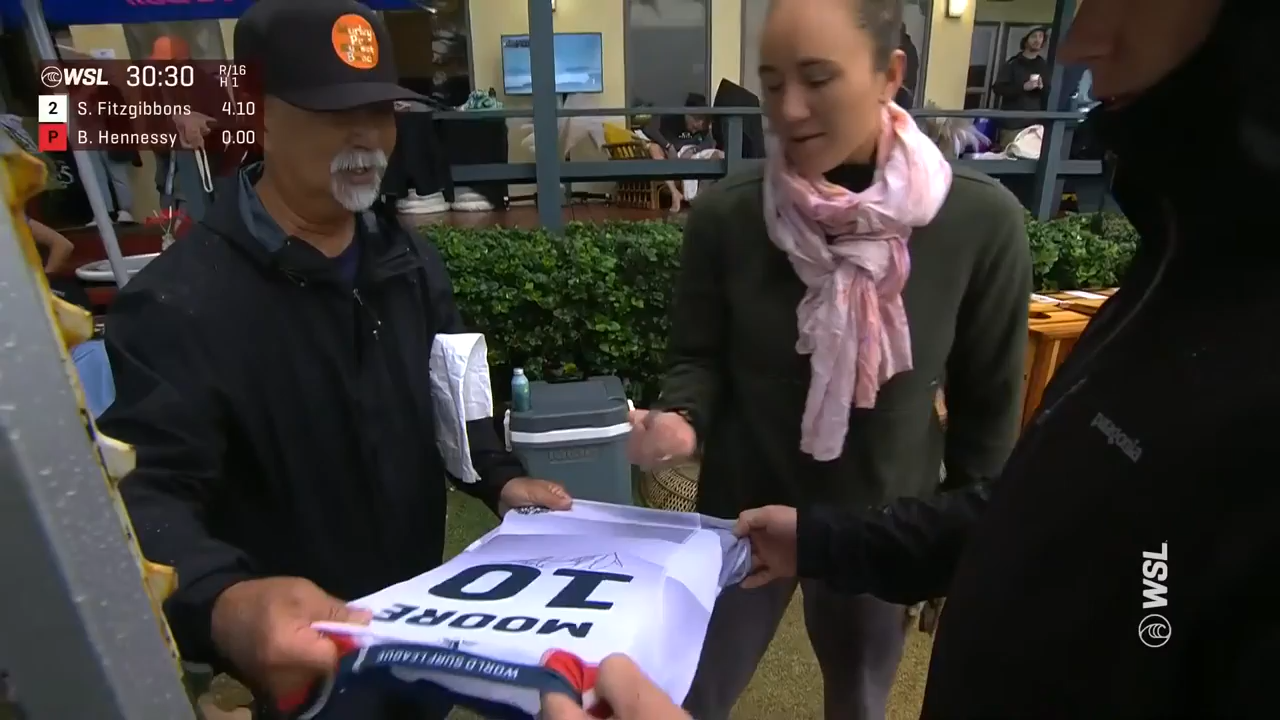 WSL 30:30 R/16 H 1
2 S. Fitzgibbons 4.10
P B. Hennessy 0.00
patagonia
10
MOORE
WORLD SURF LEAGUE
WSL